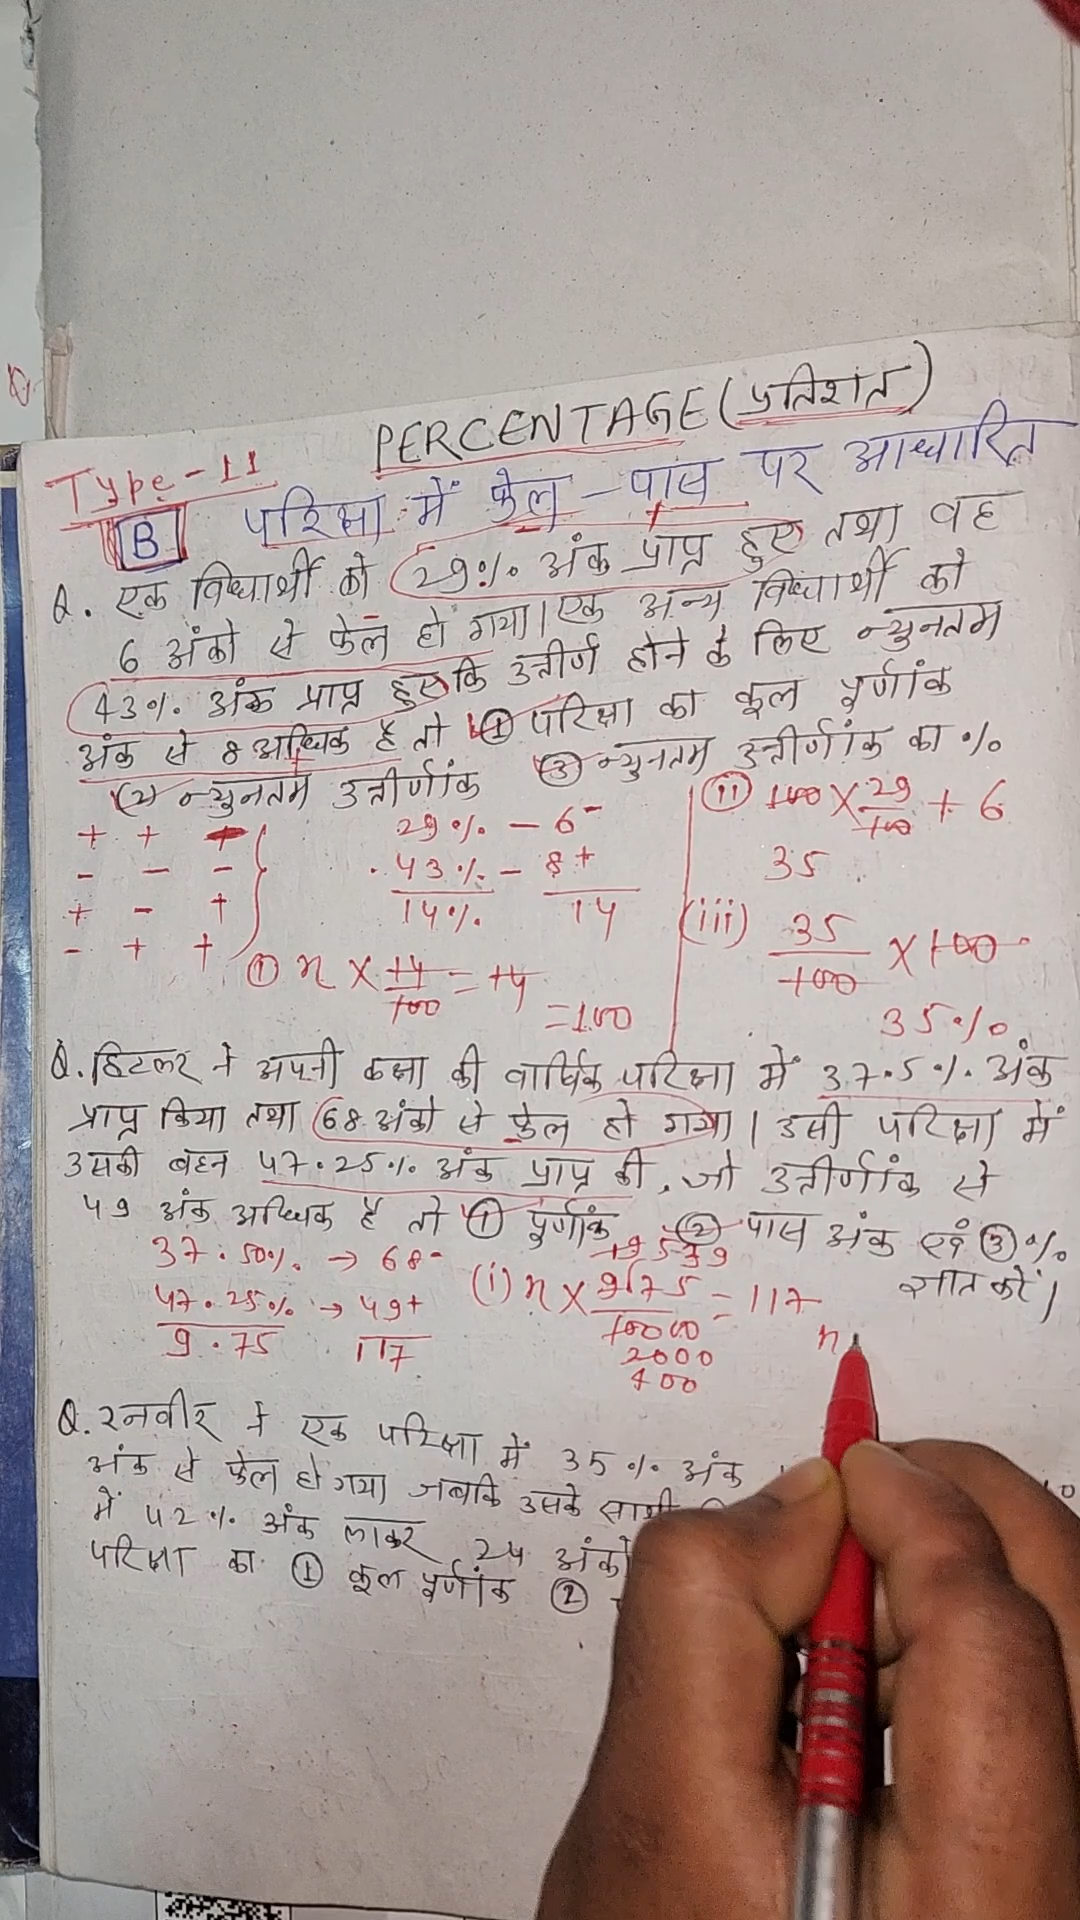 PERCENTAGE (प्रतिशत)
Type-11
B परिक्षा में फेल-पास पर आधारित
Q. एक विद्यार्थी को 29% अंक प्राप्त हुए तथा वह
6 अंको से फेल हो गया। एक अन्य विद्यार्थी को
43% अंक प्राप्त हुए कि उत्तीर्ण होने के लिए न्युनतम
अंक से 8 अधिक है तो ① परिक्षा का कुल पूर्णांक
② न्युनतम उत्तीर्णांक ③ न्युनतम उत्तीर्णांक का %
+ + +
- - -
+ - +
- + +
29% - 6-
43% - 8+
14% 14
① n × 14/100 = 14
= 100
(ii) 100 × 29/100 + 6
35
(iii) 35/100 × 100
35%
Q. हिटलर ने अपनी कक्षा की वार्षिक परिक्षा में 37.5% अंक
प्राप्त किया तथा 68 अंको से फेल हो गया। इसी परिक्षा में
उसकी बहन 47.25% अंक प्राप्त की, जो उत्तीर्णांक से
49 अंक अधिक है तो ① पूर्णांक ② पास अंक एवं ③ %
ज्ञात करें।
37.50% → 68-
47.25% → 49+
9.75 117
(i) n × 975/10000 = 117
2000
400
n
Q. रनवीर ने एक परिक्षा में 35% अंक
अंक से फेल हो गया जबकि उसके साथी
में 42% अंक लाकर 24 अंको
परिक्षा का ① कुल पूर्णांक ②